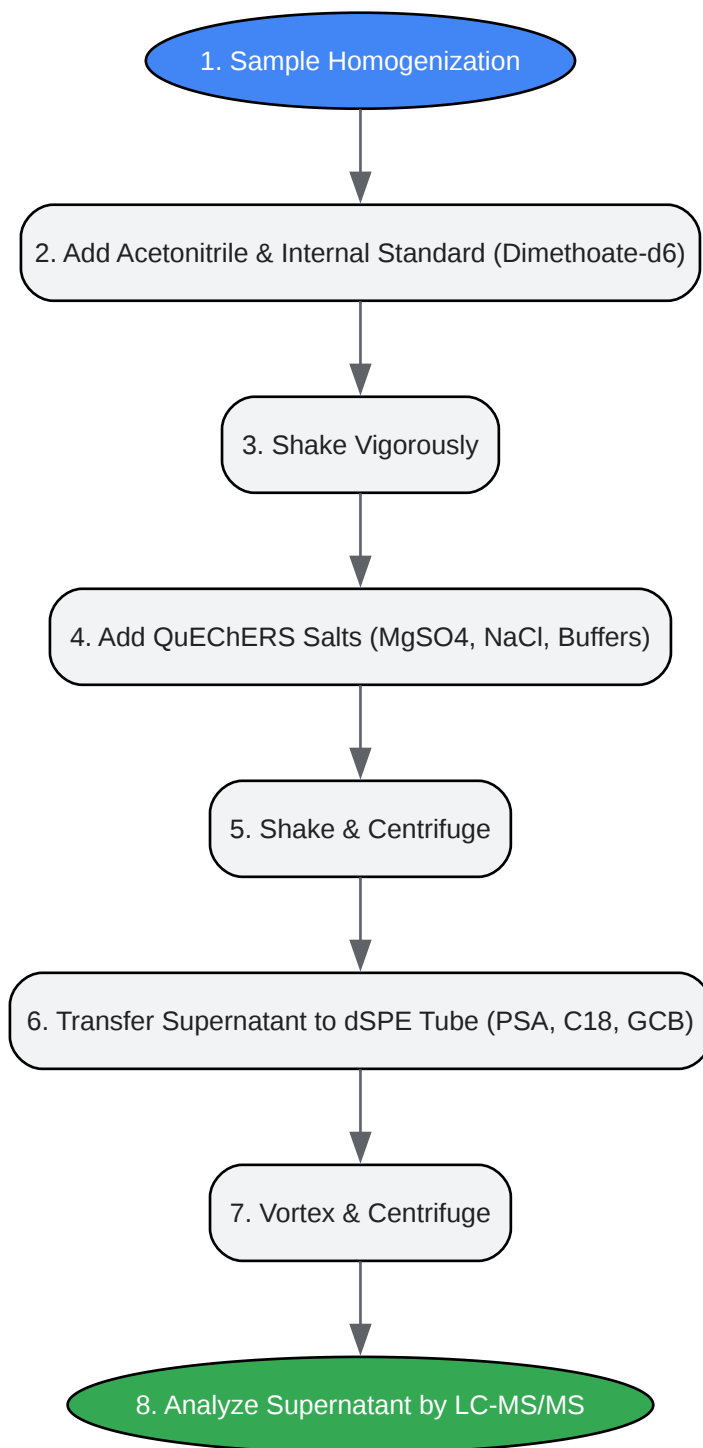 1. Sample Homogenization
2. Add Acetonitrile & Internal Standard (Dimethoate-d6)
3. Shake Vigorously
4. Add QuEChERS Salts (MgSO4, NaCl, Buffers)
5. Shake & Centrifuge
6. Transfer Supernatant to dSPE Tube (PSA, C18, GCB)
7. Vortex & Centrifuge
8. Analyze Supernatant by LC-MS/MS